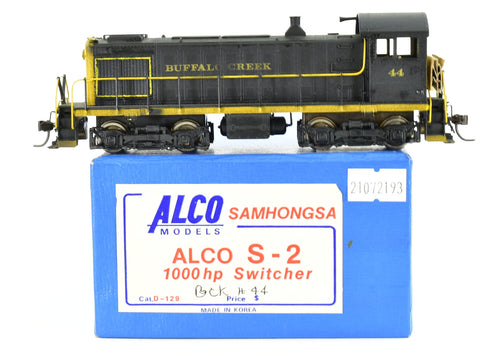 BUFFALO CREEK
44
21072193
ALCO
MODELS
SAMHONGSA
ALCO S-2
1000hp Switcher
BCK # 44
Cat. D-129 Price $
MADE IN KOREA